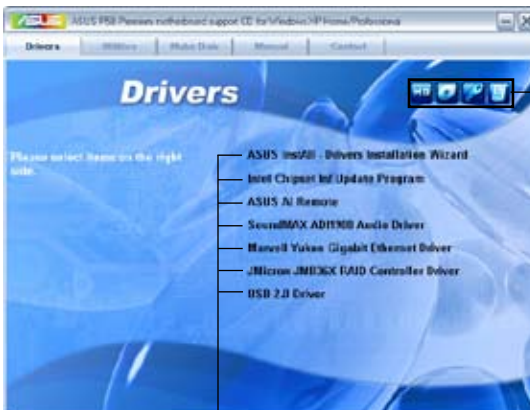 ASUS P5B Premium motherboard support CD for Windows XP Home/Professional
Drivers Utilities Make Disk Manual Contact
Drivers
Please select items on the right side.
ASUS InstAll - Drivers Installation Wizard
Intel Chipset Inf Update Program
ASUS AI Remote
SoundMAX ADI1988 Audio Driver
Marvell Yukon Gigabit Ethernet Driver
JMicron JMB36X RAID Controller Driver
USB 2.0 Driver